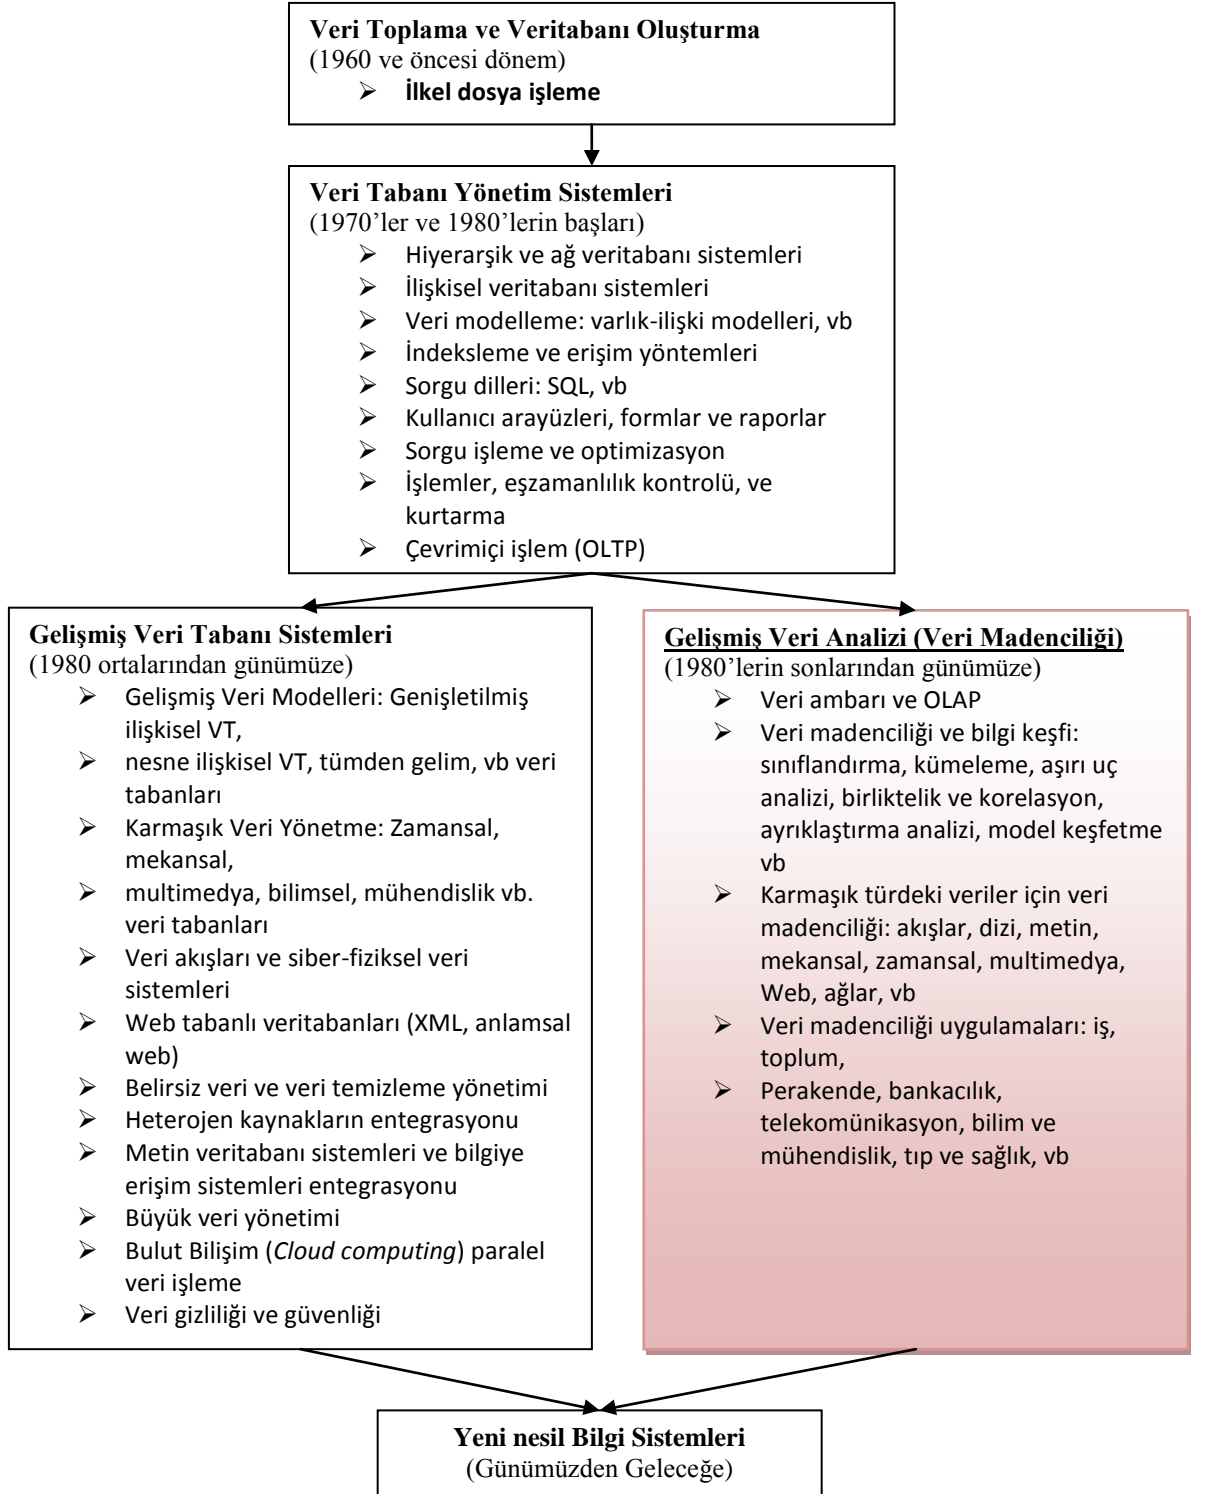 Veri Toplama ve Veritabanı Oluşturma
(1960 ve öncesi dönem)
➢ İlkel dosya işleme
Veri Tabanı Yönetim Sistemleri
(1970’ler ve 1980’lerin başları)
➢ Hiyerarşik ve ağ veritabanı sistemleri
➢ İlişkisel veritabanı sistemleri
➢ Veri modelleme: varlık-ilişki modelleri, vb
➢ İndeksleme ve erişim yöntemleri
➢ Sorgu dilleri: SQL, vb
➢ Kullanıcı arayüzleri, formlar ve raporlar
➢ Sorgu işleme ve optimizasyon
➢ İşlemler, eşzamanlılık kontrolü, ve
kurtarma
➢ Çevrimiçi işlem (OLTP)
Gelişmiş Veri Tabanı Sistemleri
(1980 ortalarından günümüze)
➢ Gelişmiş Veri Modelleri: Genişletilmiş
ilişkisel VT,
➢ nesne ilişkisel VT, tümden gelim, vb veri
tabanları
➢ Karmaşık Veri Yönetme: Zamansal,
mekansal,
➢ multimedya, bilimsel, mühendislik vb.
veri tabanları
➢ Veri akışları ve siber-fiziksel veri
sistemleri
➢ Web tabanlı veritabanları (XML, anlamsal
web)
➢ Belirsiz veri ve veri temizleme yönetimi
➢ Heterojen kaynakların entegrasyonu
➢ Metin veritabanı sistemleri ve bilgiye
erişim sistemleri entegrasyonu
➢ Büyük veri yönetimi
➢ Bulut Bilişim (Cloud computing) paralel
veri işleme
➢ Veri gizliliği ve güvenliği
Gelişmiş Veri Analizi (Veri Madenciliği)
(1980’lerin sonlarından günümüze)
➢ Veri ambarı ve OLAP
➢ Veri madenciliği ve bilgi keşfi:
sınıflandırma, kümeleme, aşırı uç
analizi, birliktelik ve korelasyon,
ayrıklaştırma analizi, model keşfetme
vb
➢ Karmaşık türdeki veriler için veri
madenciliği: akışlar, dizi, metin,
mekansal, zamansal, multimedya,
Web, ağlar, vb
➢ Veri madenciliği uygulamaları: iş,
toplum,
➢ Perakende, bankacılık,
telekomünikasyon, bilim ve
mühendislik, tıp ve sağlık, vb
Yeni nesil Bilgi Sistemleri
(Günümüzden Geleceğe)